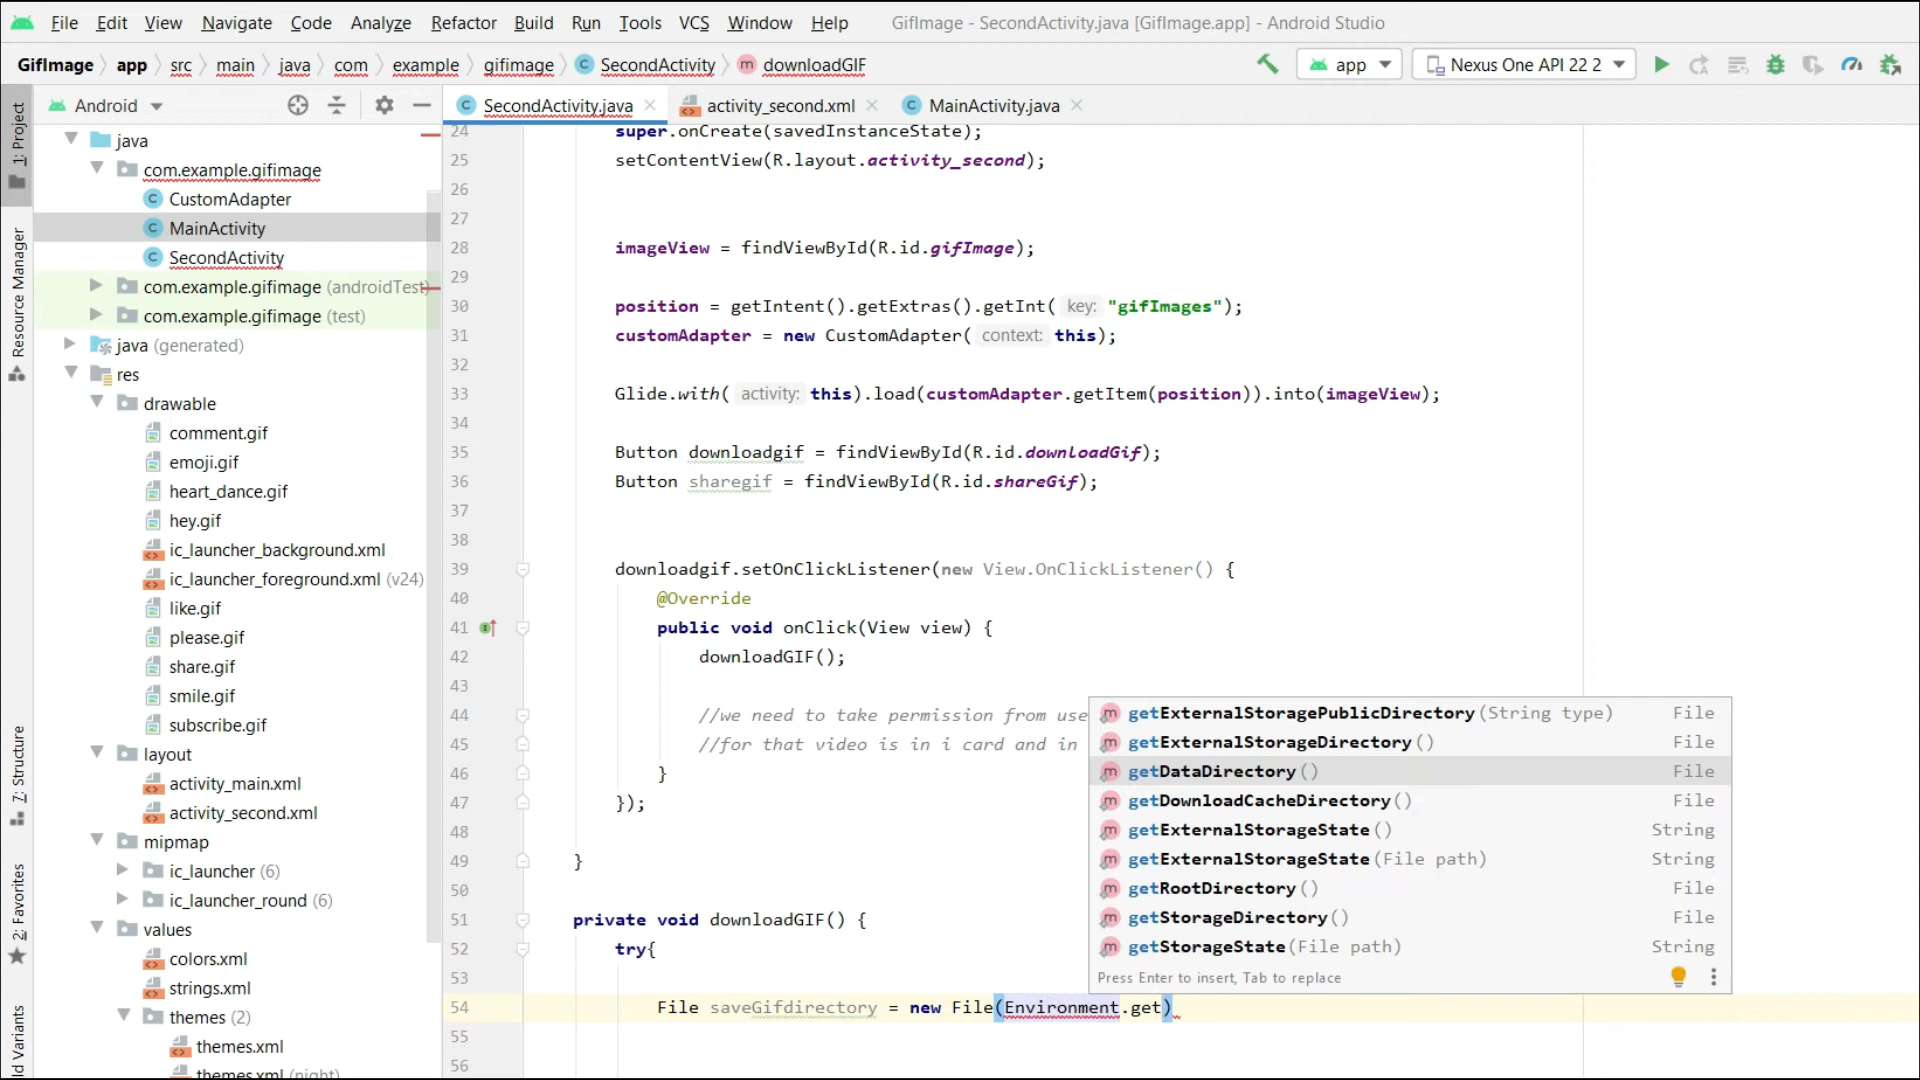 File Edit View Navigate Code Analyze Refactor Build Run Tools VCS Window Help GifImage - SecondActivity.java [GifImage.app] - Android Studio
GifImage app src main java com example gifimage C SecondActivity m downloadGIF app Nexus One API 22 2
Android
SecondActivity.java activity_second.xml MainActivity.java
1: Project
Resource Manager
7: Structure
2: Favorites
ld Variants
java
com.example.gifimage
C CustomAdapter
C MainActivity
C SecondActivity
com.example.gifimage (androidTest)
com.example.gifimage (test)
java (generated)
res
drawable
comment.gif
emoji.gif
heart_dance.gif
hey.gif
ic_launcher_background.xml
ic_launcher_foreground.xml (v24)
like.gif
please.gif
share.gif
smile.gif
subscribe.gif
layout
activity_main.xml
activity_second.xml
mipmap
ic_launcher (6)
ic_launcher_round (6)
values
colors.xml
strings.xml
themes (2)
themes.xml
themes.xml (night)
24 super.onCreate(savedInstanceState);
25 setContentView(R.layout.activity_second);
26
27
28 imageView = findViewById(R.id.gifImage);
29
30 position = getIntent().getExtras().getInt( key: "gifImages");
31 customAdapter = new CustomAdapter( context: this);
32
33 Glide.with( activity: this).load(customAdapter.getItem(position)).into(imageView);
34
35 Button downloadgif = findViewById(R.id.downloadGif);
36 Button sharegif = findViewById(R.id.shareGif);
37
38
39 downloadgif.setOnClickListener(new View.OnClickListener() {
40 @Override
41 public void onClick(View view) {
42 downloadGIF();
43
44 //we need to take permission from use
45 //for that video is in i card and in
46 }
47 });
48
49 }
50
51 private void downloadGIF() {
52 try{
53
54 File saveGifdirectory = new File(Environment.get)
55
56
m getExternalStoragePublicDirectory(String type) File
m getExternalStorageDirectory() File
m getDataDirectory() File
m getDownloadCacheDirectory() File
m getExternalStorageState() String
m getExternalStorageState(File path) String
m getRootDirectory() File
m getStorageDirectory() File
m getStorageState(File path) String
Press Enter to insert, Tab to replace